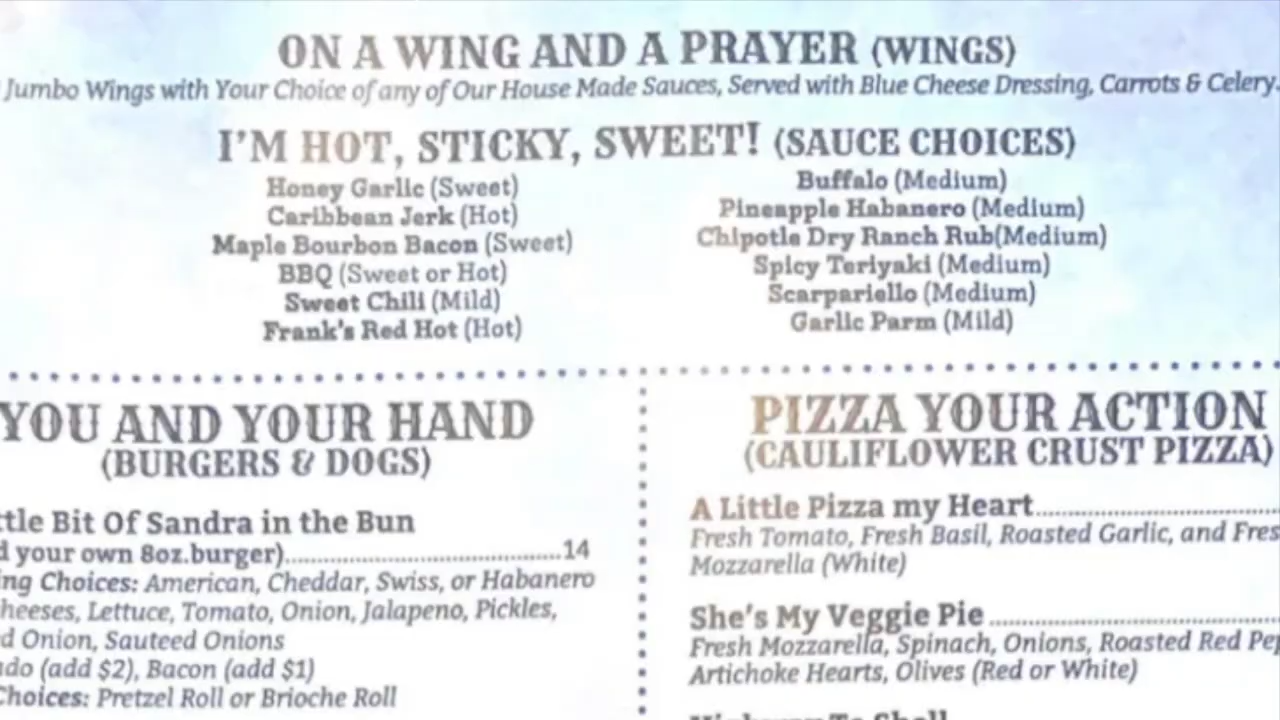 ON A WING AND A PRAYER (WINGS)
Jumbo Wings with Your Choice of any of Our House Made Sauces, Served with Blue Cheese Dressing, Carrots & Celery.
I'M HOT, STICKY, SWEET! (SAUCE CHOICES)
Honey Garlic (Sweet)
Caribbean Jerk (Hot)
Maple Bourbon Bacon (Sweet)
BBQ (Sweet or Hot)
Sweet Chili (Mild)
Frank's Red Hot (Hot)
Buffalo (Medium)
Pineapple Habanero (Medium)
Chipotle Dry Ranch Rub(Medium)
Spicy Teriyaki (Medium)
Scarpariello (Medium)
Garlic Parm (Mild)
YOU AND YOUR HAND
(BURGERS & DOGS)
ttle Bit Of Sandra in the Bun
d your own 8oz.burger)..............................14
ing Choices: American, Cheddar, Swiss, or Habanero
heeses, Lettuce, Tomato, Onion, Jalapeno, Pickles,
d Onion, Sauteed Onions
ado (add $2), Bacon (add $1)
Choices: Pretzel Roll or Brioche Roll
PIZZA YOUR ACTION
(CAULIFLOWER CRUST PIZZA)
A Little Pizza my Heart..............................
Fresh Tomato, Fresh Basil, Roasted Garlic, and Fres
Mozzarella (White)
She's My Veggie Pie..............................
Fresh Mozzarella, Spinach, Onions, Roasted Red Pep
Artichoke Hearts, Olives (Red or White)